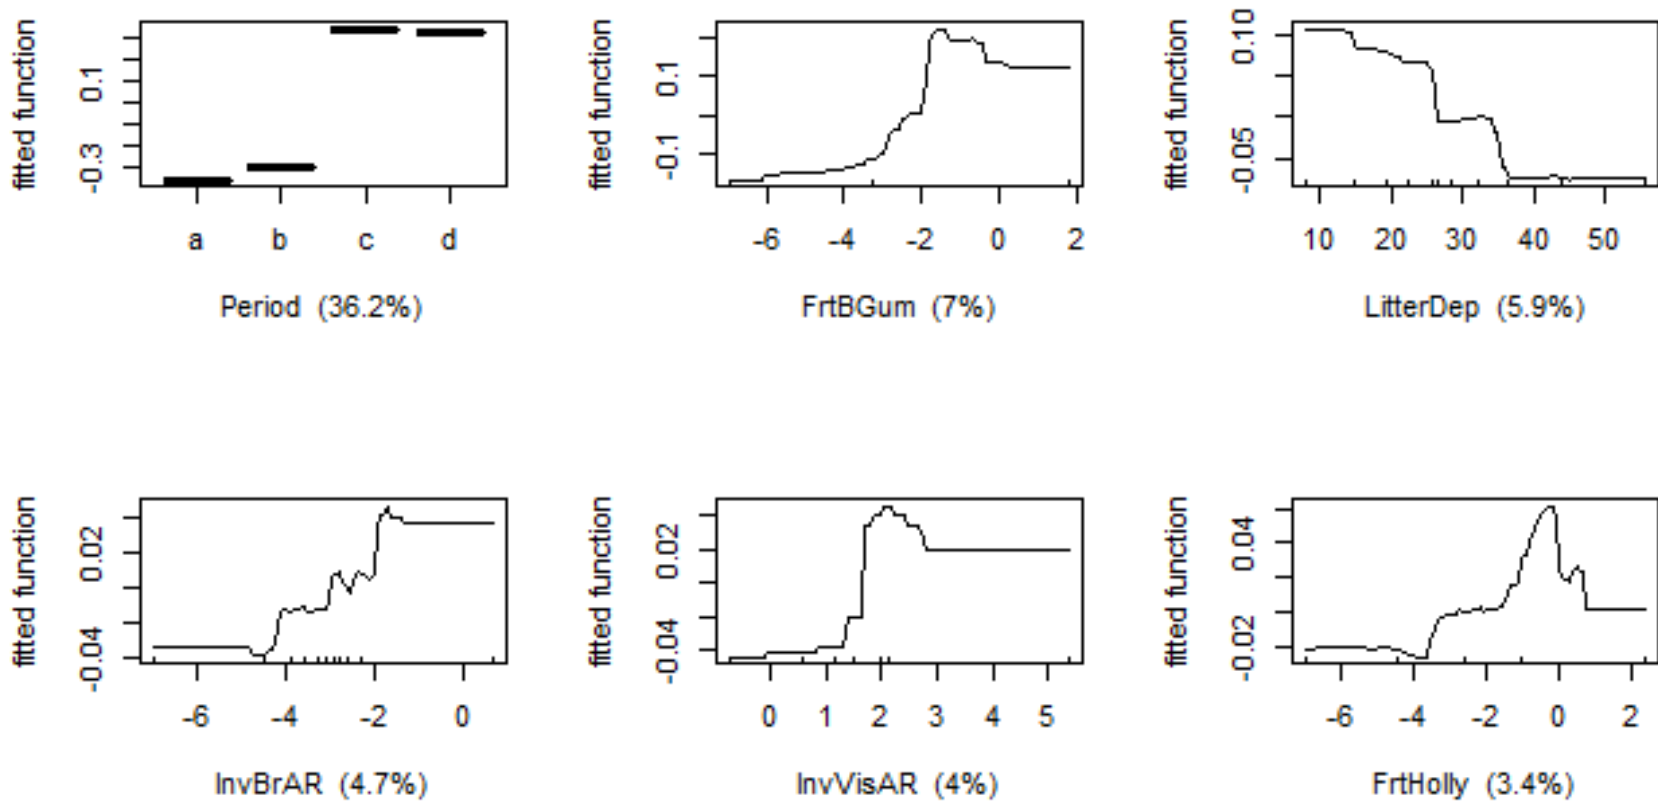 fitted function
0.1
-0.3
a b c d
Period (36.2%)
fitted function
0.1
-0.1
-6 -4 -2 0 2
FrtBGum (7%)
fitted function
0.10
-0.05
10 20 30 40 50
LitterDep (5.9%)
fitted function
0.02
-0.04
-6 -4 -2 0
InvBrAR (4.7%)
fitted function
0.02
-0.04
0 1 2 3 4 5
InvVisAR (4%)
fitted function
0.04
-0.02
-6 -4 -2 0 2
FrtHolly (3.4%)